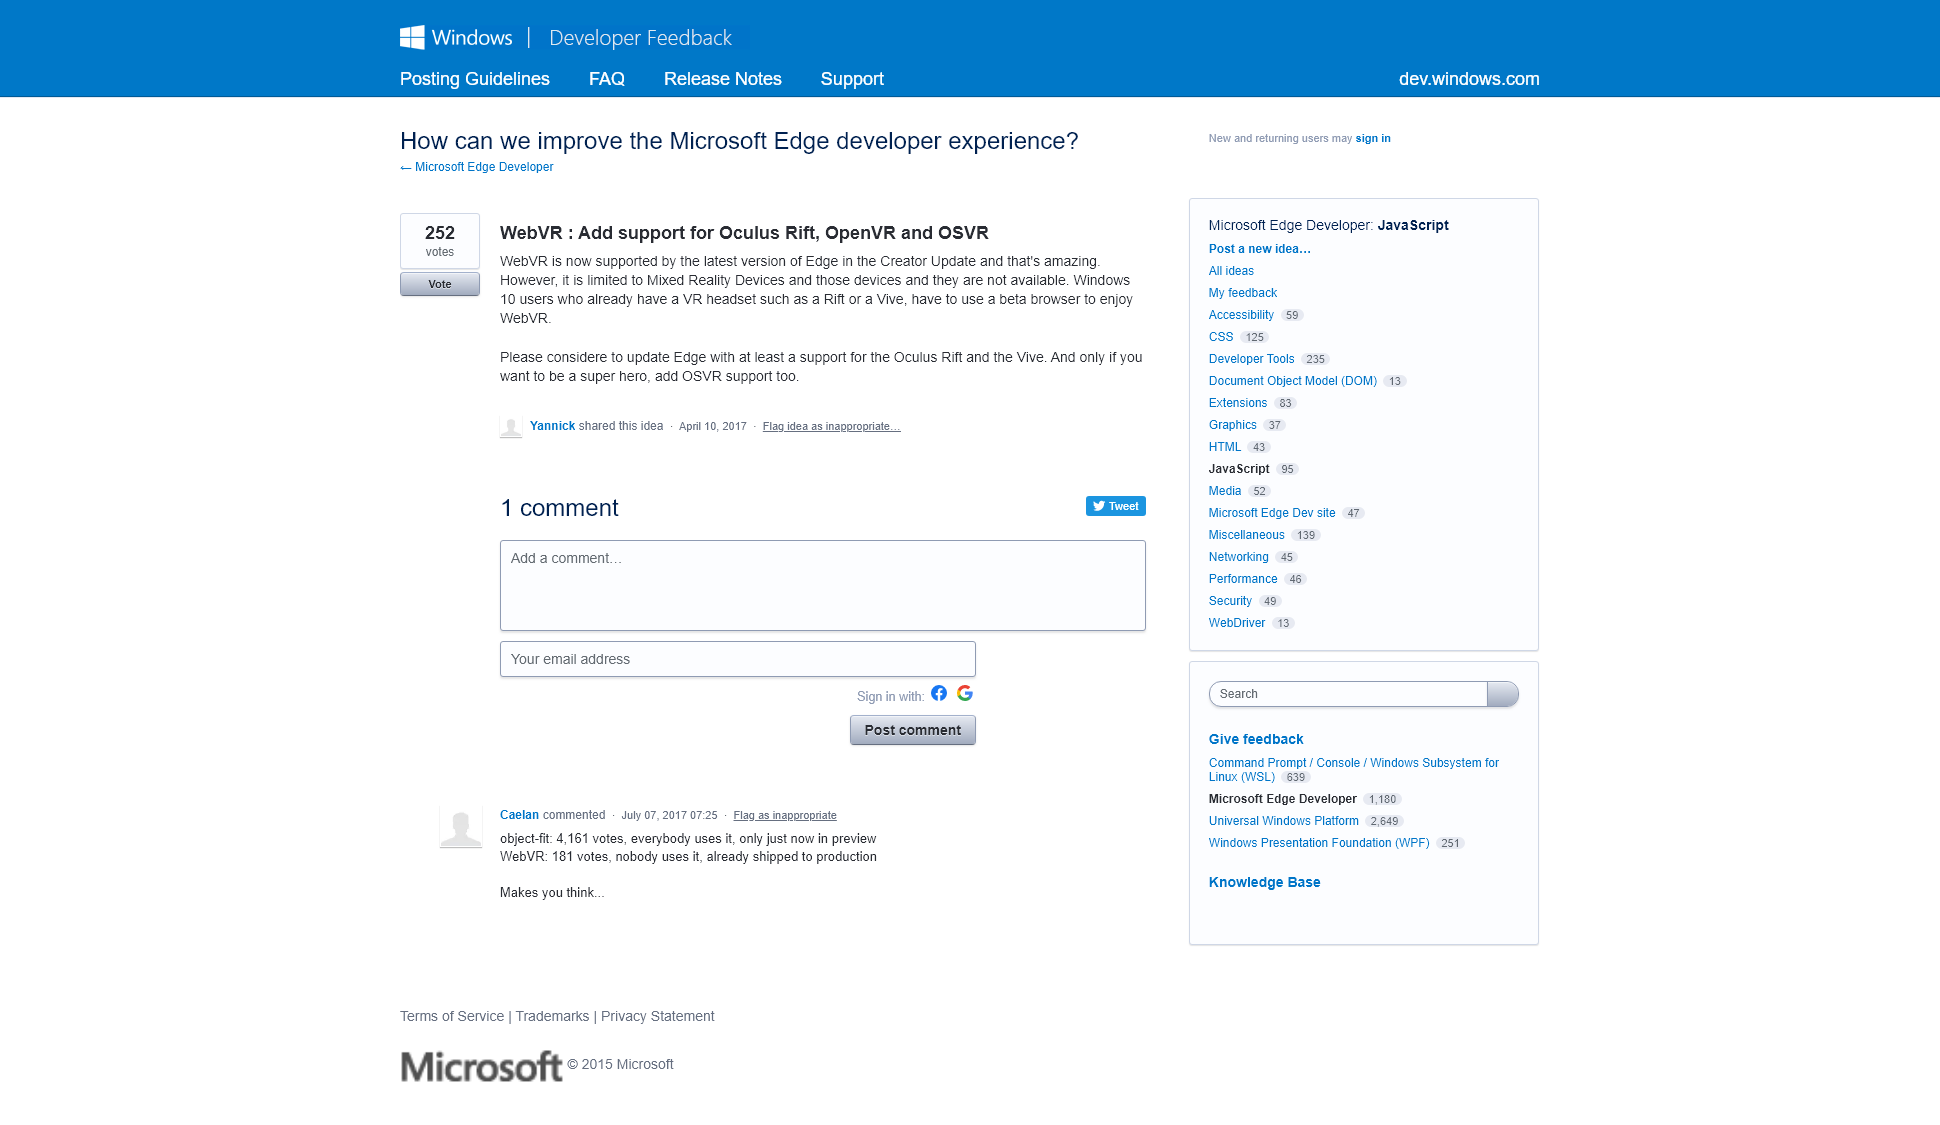 Windows | Developer Feedback
Posting Guidelines FAQ Release Notes Support dev.windows.com
How can we improve the Microsoft Edge developer experience?
← Microsoft Edge Developer
New and returning users may sign in
252
votes
Vote
WebVR : Add support for Oculus Rift, OpenVR and OSVR
WebVR is now supported by the latest version of Edge in the Creator Update and that's amazing.
However, it is limited to Mixed Reality Devices and those devices and they are not available. Windows
10 users who already have a VR headset such as a Rift or a Vive, have to use a beta browser to enjoy
WebVR.
Please considere to update Edge with at least a support for the Oculus Rift and the Vive. And only if you
want to be a super hero, add OSVR support too.
Yannick shared this idea · April 10, 2017 · Flag idea as inappropriate…
1 comment
Tweet
Add a comment…
Your email address
Sign in with:
Post comment
Caelan commented · July 07, 2017 07:25 · Flag as inappropriate
object-fit: 4,161 votes, everybody uses it, only just now in preview
WebVR: 181 votes, nobody uses it, already shipped to production
Makes you think...
Microsoft Edge Developer: JavaScript
Post a new idea…
All ideas
My feedback
Accessibility 59
CSS 125
Developer Tools 235
Document Object Model (DOM) 13
Extensions 83
Graphics 37
HTML 43
JavaScript 95
Media 52
Microsoft Edge Dev site 47
Miscellaneous 139
Networking 45
Performance 46
Security 49
WebDriver 13
Search
Give feedback
Command Prompt / Console / Windows Subsystem for
Linux (WSL) 639
Microsoft Edge Developer 1,180
Universal Windows Platform 2,649
Windows Presentation Foundation (WPF) 251
Knowledge Base
Terms of Service | Trademarks | Privacy Statement
Microsoft © 2015 Microsoft